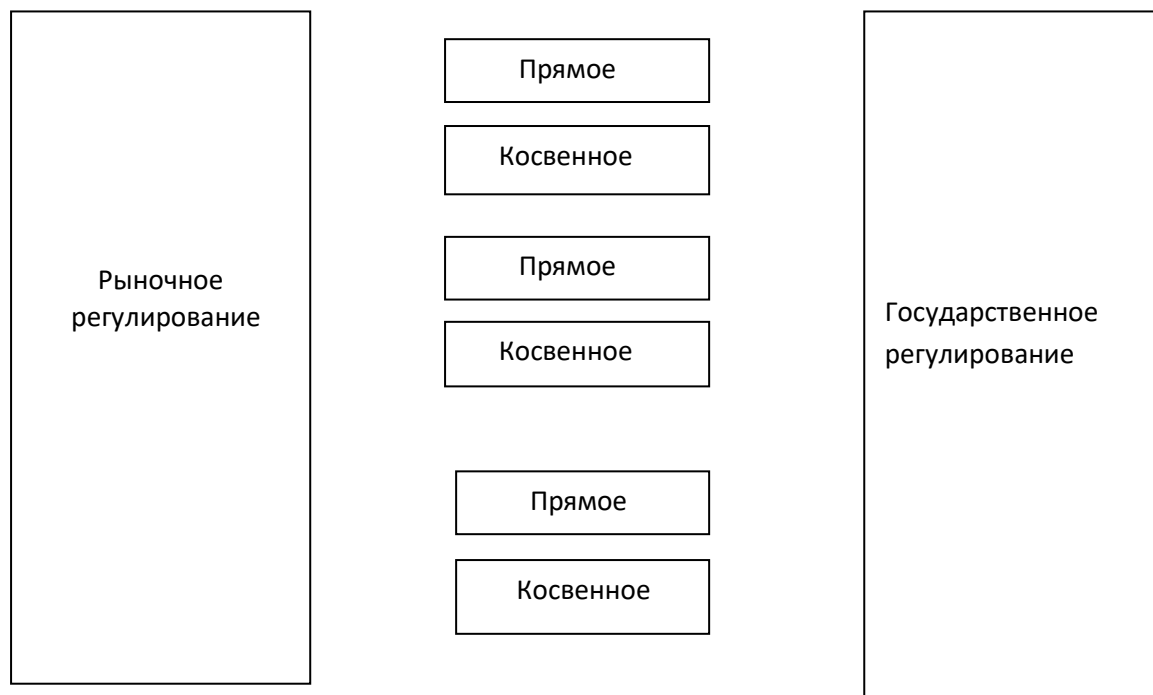 Рыночное
регулирование
Прямое
Косвенное
Прямое
Косвенное
Прямое
Косвенное
Государственное
регулирование